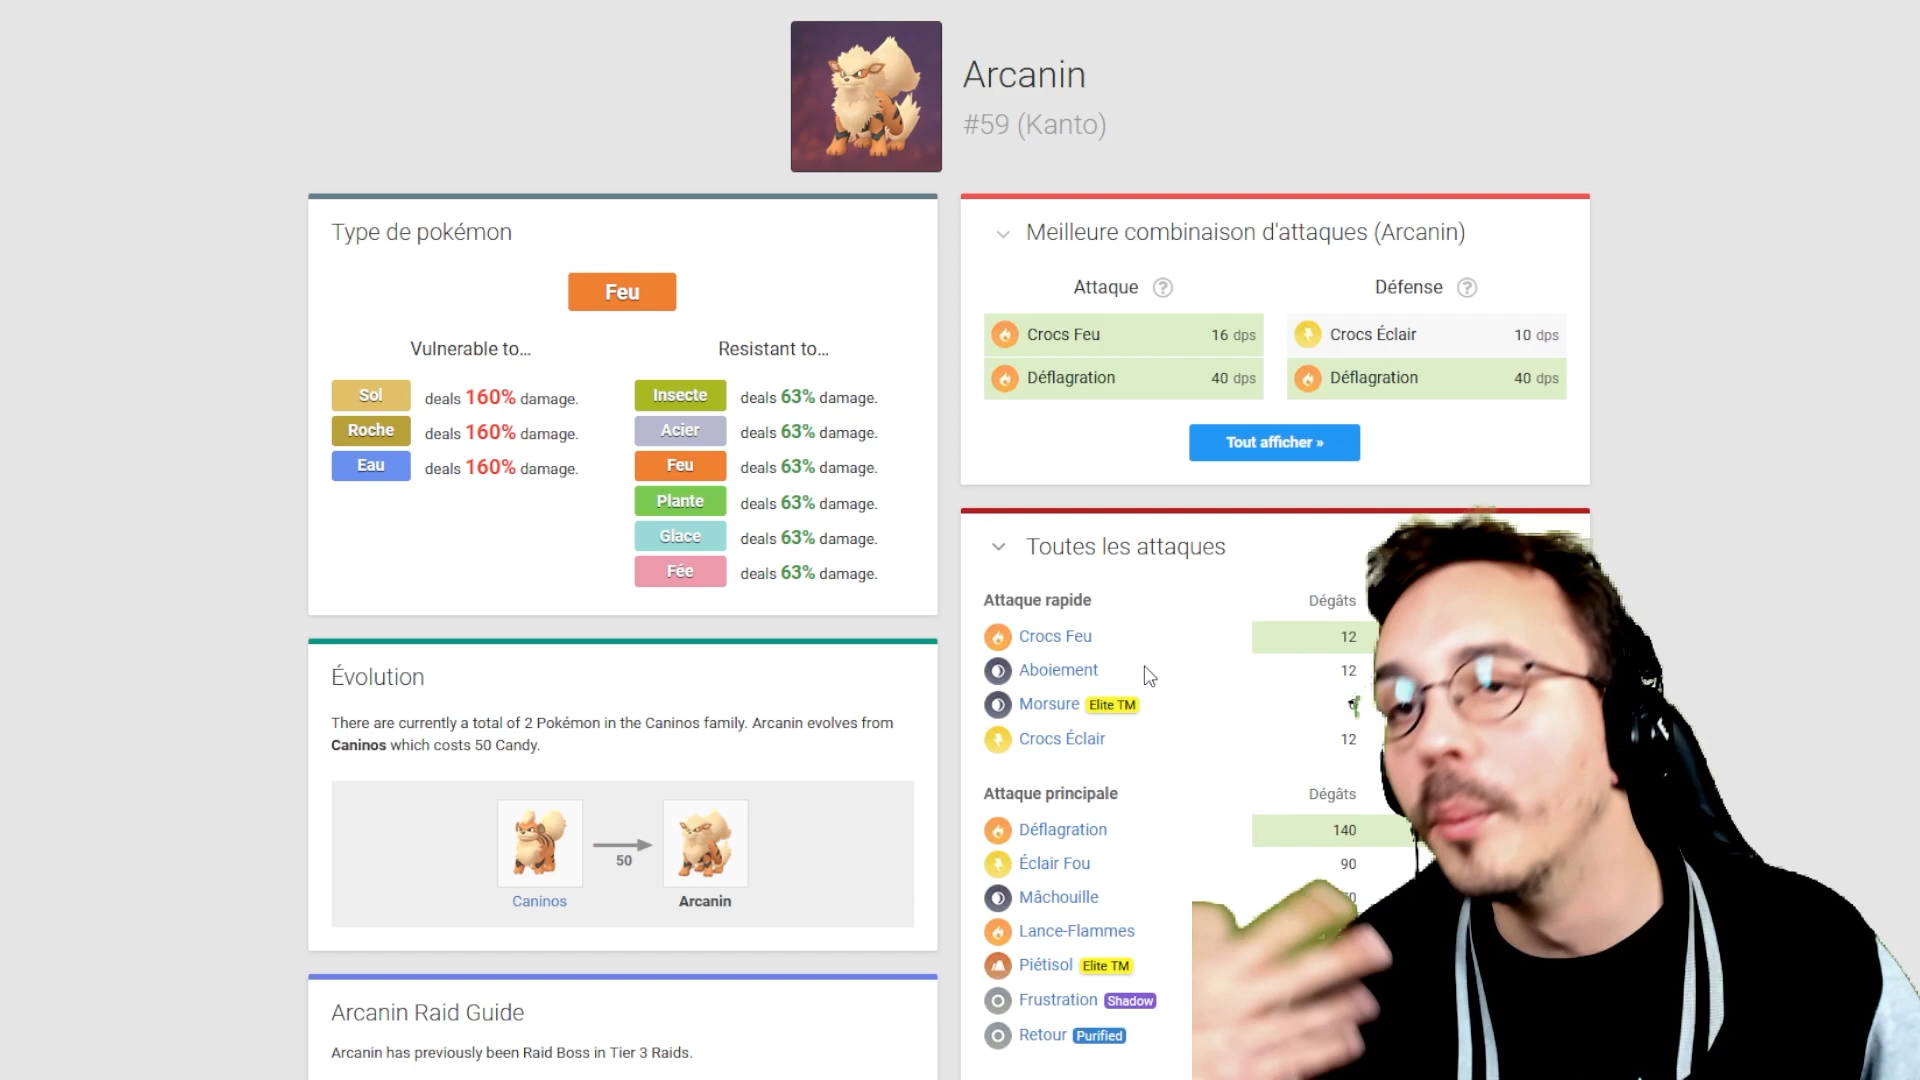 Arcanin
#59 (Kanto)
Type de pokémon
Feu
Vulnerable to...
Resistant to...
Sol deals 160% damage.
Roche deals 160% damage.
Eau deals 160% damage.
Insecte deals 63% damage.
Acier deals 63% damage.
Feu deals 63% damage.
Plante deals 63% damage.
Glace deals 63% damage.
Fée deals 63% damage.
Évolution
There are currently a total of 2 Pokémon in the Caninos family. Arcanin evolves from
Caninos which costs 50 Candy.
50
Caninos
Arcanin
Arcanin Raid Guide
Arcanin has previously been Raid Boss in Tier 3 Raids.
Meilleure combinaison d'attaques (Arcanin)
Attaque ?
Crocs Feu 16 dps
Déflagration 40 dps
Défense ?
Crocs Éclair 10 dps
Déflagration 40 dps
Tout afficher »
Toutes les attaques
Attaque rapide Dégâts
Crocs Feu 12
Aboiement 12
Morsure Elite TM
Crocs Éclair 12
Attaque principale Dégâts
Déflagration 140
Éclair Fou 90
Mâchouille
Lance-Flammes
Piétisol Elite TM
Frustration Shadow
Retour Purified